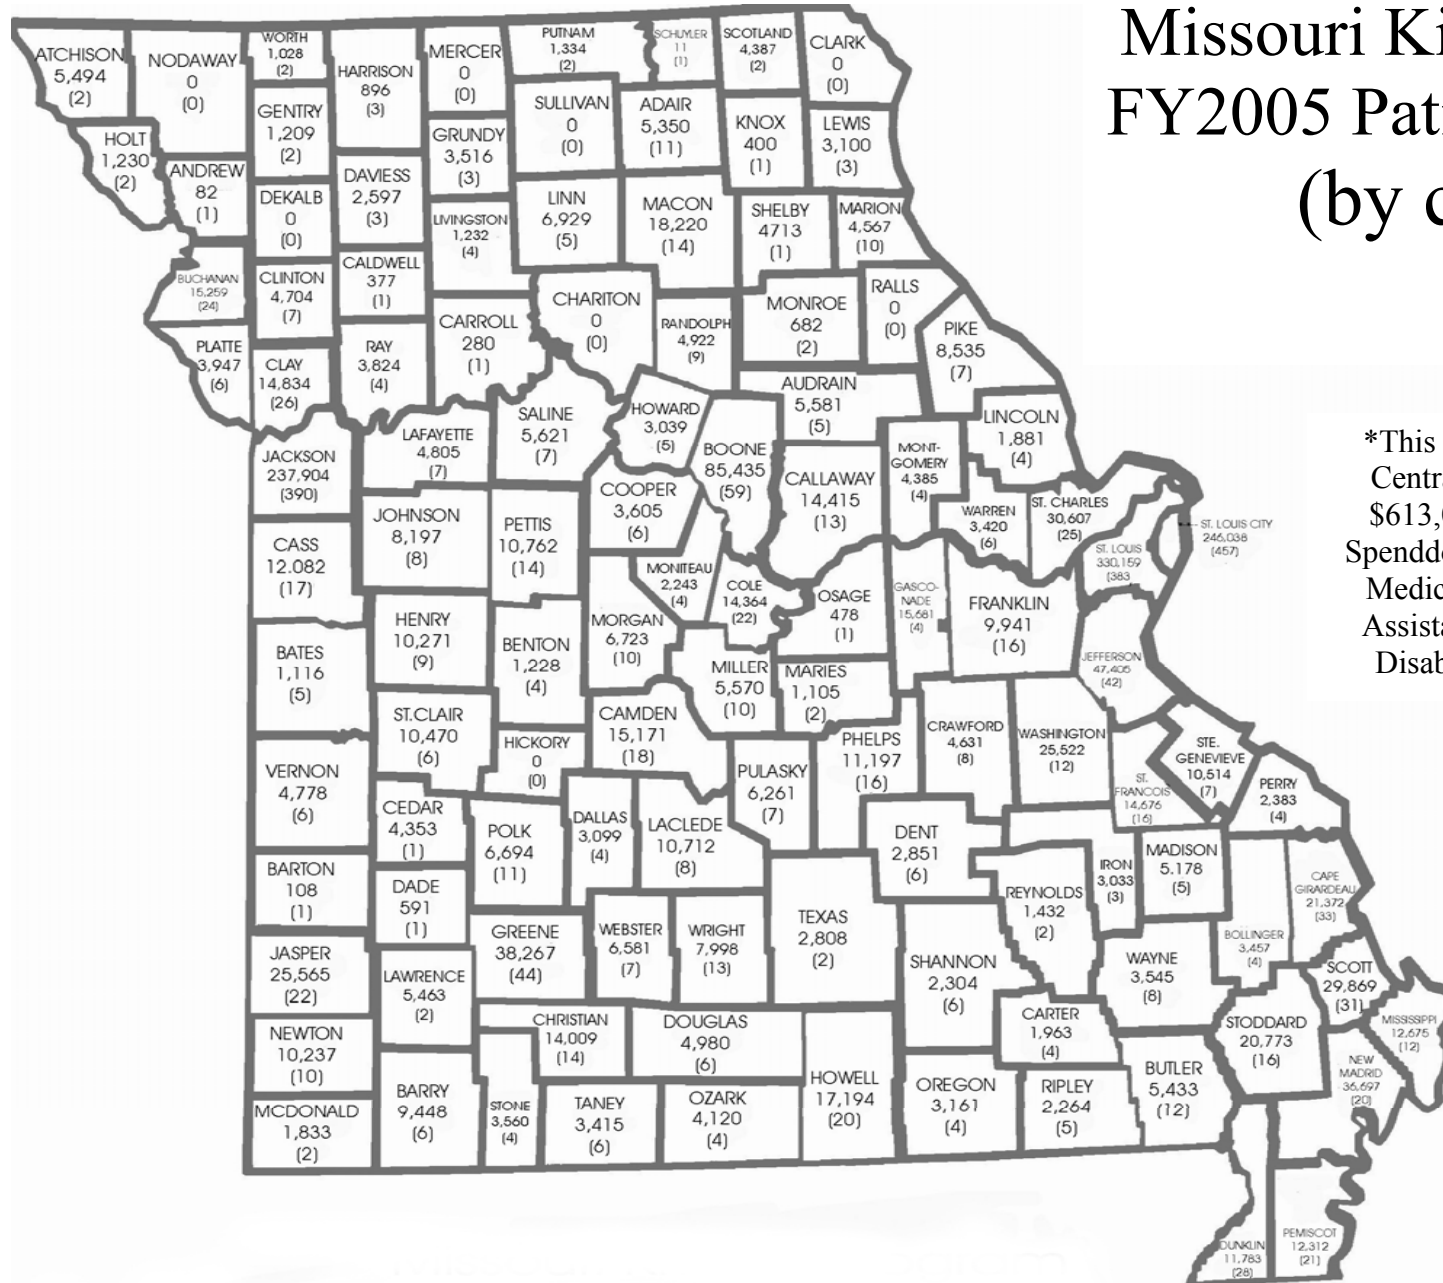 Missouri Ki
FY2005 Pat
(by c
*This
Centr
$613,
Spendd
Medic
Assista
Disab
ATCHISON
5,494
(2)
NODAWAY
0
(0)
WORTH
1,028
(2)
HARRISON
896
(3)
MERCER
0
(0)
PUTNAM
1,334
(2)
SCHUYLER
11
(1)
SCOTLAND
4,387
(2)
CLARK
0
(0)
HOLT
1,230
(2)
GENTRY
1,209
(2)
SULLIVAN
0
(0)
ADAIR
5,350
(11)
KNOX
400
(1)
LEWIS
3,100
(3)
GRUNDY
3,516
(3)
ANDREW
82
(1)
DEKALB
0
(0)
DAVIESS
2,597
(3)
LIVINGSTON
1,232
(4)
LINN
6,929
(5)
MACON
18,220
(14)
SHELBY
4713
(1)
MARION
4,567
(10)
BUCHANAN
15,259
(24)
CLINTON
4,704
(7)
CALDWELL
377
(1)
CARROLL
280
(1)
CHARITON
0
(0)
RANDOLPH
4,922
(9)
MONROE
682
(2)
RALLS
0
(0)
PIKE
8,535
(7)
PLATTE
3,947
(6)
CLAY
14,834
(26)
RAY
3,824
(4)
AUDRAIN
5,581
(5)
SALINE
5,621
(7)
HOWARD
3,039
(5)
BOONE
85,435
(59)
LINCOLN
1,881
(4)
JACKSON
237,904
(390)
LAFAYETTE
4,805
(7)
CALLAWAY
14,415
(13)
MONT-
GOMERY
4,385
(4)
COOPER
3,605
(6)
WARREN
3,420
(6)
ST. CHARLES
30,607
(25)
ST. LOUIS CITY
246,038
(457)
ST. LOUIS
330,159
(383
JOHNSON
8,197
(8)
PETTIS
10,762
(14)
CASS
12.082
(17)
MONITEAU
2,243
(4)
COLE
14,364
(22)
OSAGE
478
(1)
GASCO-
NADE
15,681
(4)
FRANKLIN
9,941
(16)
HENRY
10,271
(9)
BENTON
1,228
(4)
MORGAN
6,723
(10)
BATES
1,116
(5)
MILLER
5,570
(10)
MARIES
1,105
(2)
JEFFERSON
47,405
(42)
ST.CLAIR
10,470
(6)
HICKORY
0
(0)
CAMDEN
15,171
(18)
PHELPS
11,197
(16)
CRAWFORD
4,631
(8)
WASHINGTON
25,522
(12)
STE.
GENEVIEVE
10,514
(7)
VERNON
4,778
(6)
PULASKY
6,261
(7)
ST.
FRANCOIS
14,676
(16)
PERRY
2,383
(4)
CEDAR
4,353
(1)
POLK
6,694
(11)
DALLAS
3,099
(4)
LACLEDE
10,712
(8)
DENT
2,851
(6)
IRON
3,033
(3)
MADISON
5.178
(5)
BARTON
108
(1)
DADE
591
(1)
REYNOLDS
1,432
(2)
CAPE
GIRARDEAU
21,372
(33)
GREENE
38,267
(44)
WEBSTER
6,581
(7)
WRIGHT
7,998
(13)
TEXAS
2,808
(2)
BOLLINGER
3,457
(4)
JASPER
25,565
(22)
LAWRENCE
5,463
(2)
SHANNON
2,304
(6)
WAYNE
3,545
(8)
SCOTT
29,869
(31)
CHRISTIAN
14,009
(14)
DOUGLAS
4,980
(6)
CARTER
1,963
(4)
STODDARD
20,773
(16)
MISSISSIPPI
12,675
(12)
NEWTON
10,237
(10)
NEW
MADRID
36,697
(20)
BARRY
9,448
(6)
STONE
3,560
(4)
TANEY
3,415
(6)
OZARK
4,120
(4)
HOWELL
17,194
(20)
OREGON
3,161
(4)
RIPLEY
2,264
(5)
BUTLER
5,433
(12)
MCDONALD
1,833
(2)
DUNKLIN
11,783
(28)
PEMISCOT
12,312
(21)